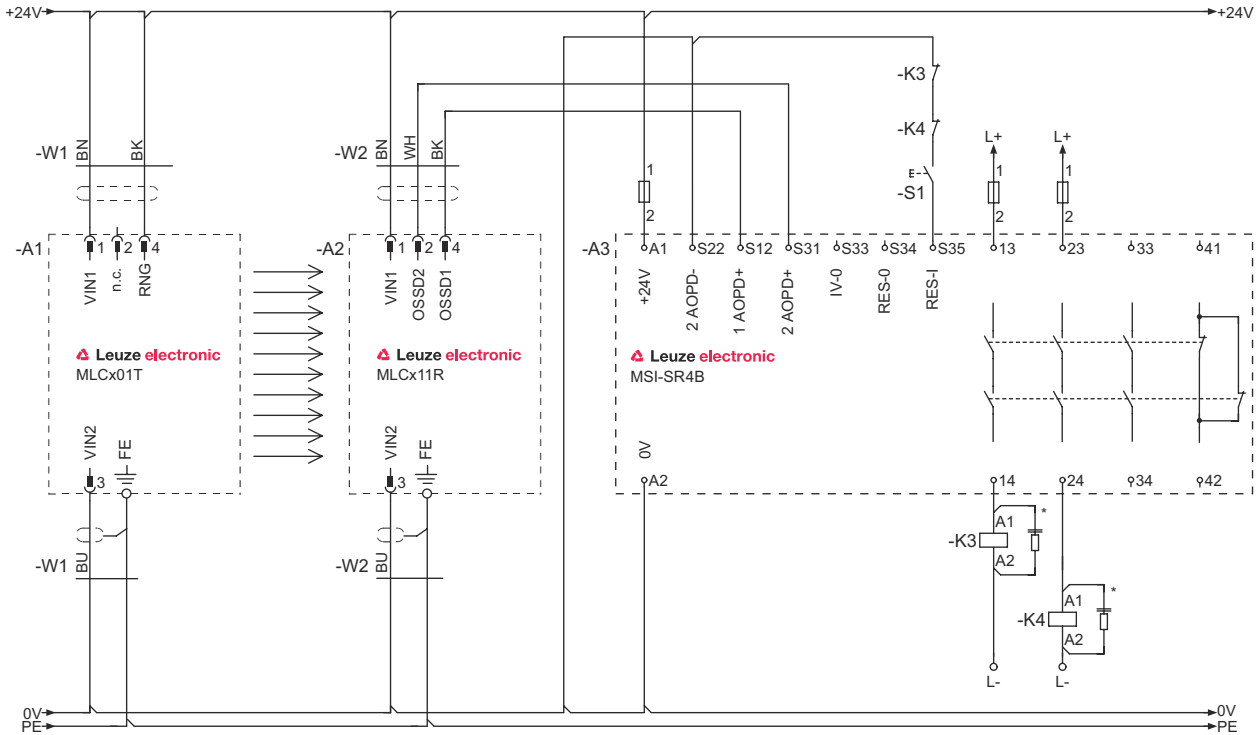 +24V
+24V
-K3
-K4
-S1
L+
L+
-W1
BN
BK
-W2
BN
WH
BK
1
2
1
2
1
2
-A1
1
2
4
-A2
1
2
4
-A3
A1
S22
S12
S31
S33
S34
S35
13
23
33
41
VIN1
n.c.
RNG
VIN1
OSSD2
OSSD1
+24V
2 AOPD-
1 AOPD+
2 AOPD+
IV-0
RES-0
RES-I
Leuze electronic
MLCx01T
Leuze electronic
MLCx11R
Leuze electronic
MSI-SR4B
VIN2
FE
VIN2
FE
0V
3
3
A2
14
24
34
42
-W1
BU
-W2
BU
-K3
A1
A2
*
-K4
A1
A2
*
L-
L-
0V
0V
PE
PE